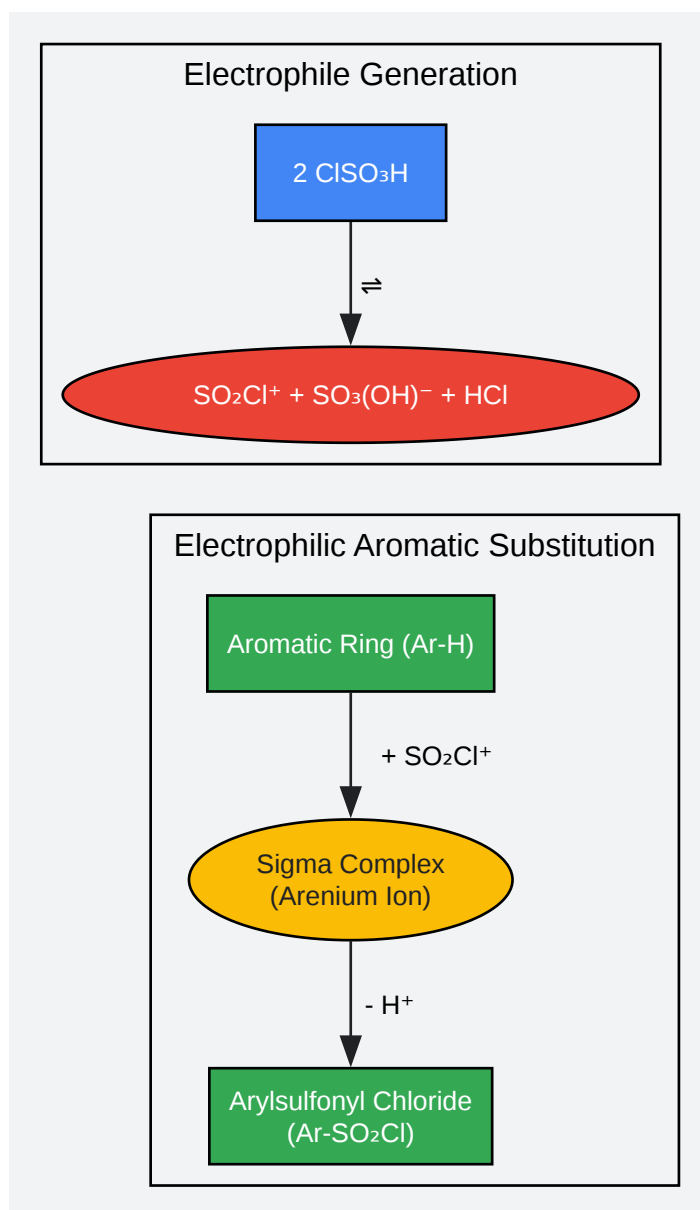 Electrophile Generation
2 ClSO₃H
⇌
SO₂Cl⁺ + SO₃(OH)⁻ + HCl
Electrophilic Aromatic Substitution
Aromatic Ring (Ar-H)
+ SO₂Cl⁺
Sigma Complex
(Arenium Ion)
- H⁺
Arylsulfonyl Chloride
(Ar-SO₂Cl)